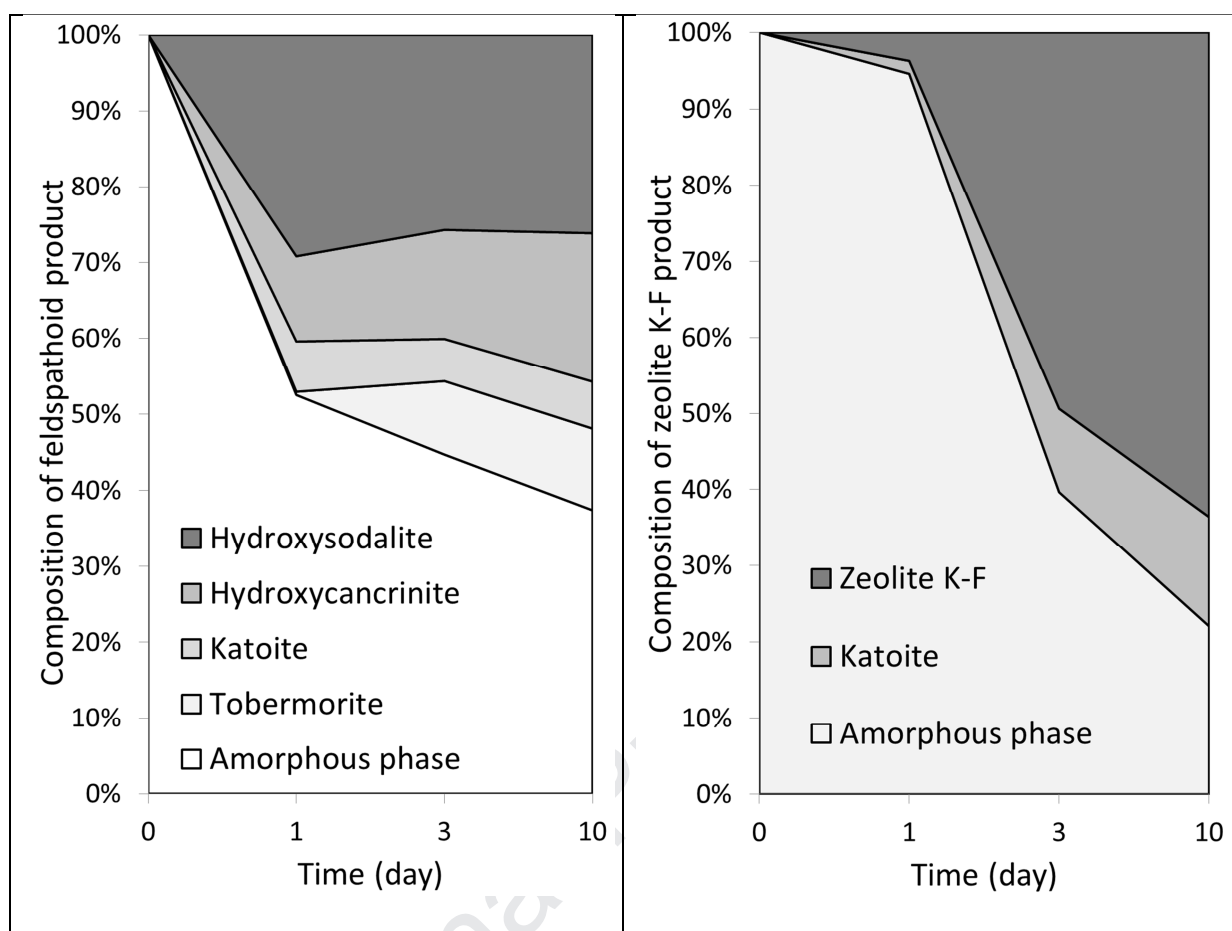 100%
90%
80%
70%
60%
50%
40%
30%
20%
10%
0%
Composition of feldspathoid product
Hydroxysodalite
Hydroxycancrinite
Katoite
Tobermorite
Amorphous phase
0 1 3 10
Time (day)
100%
90%
80%
70%
60%
50%
40%
30%
20%
10%
0%
Composition of zeolite K-F product
Zeolite K-F
Katoite
Amorphous phase
0 1 3 10
Time (day)